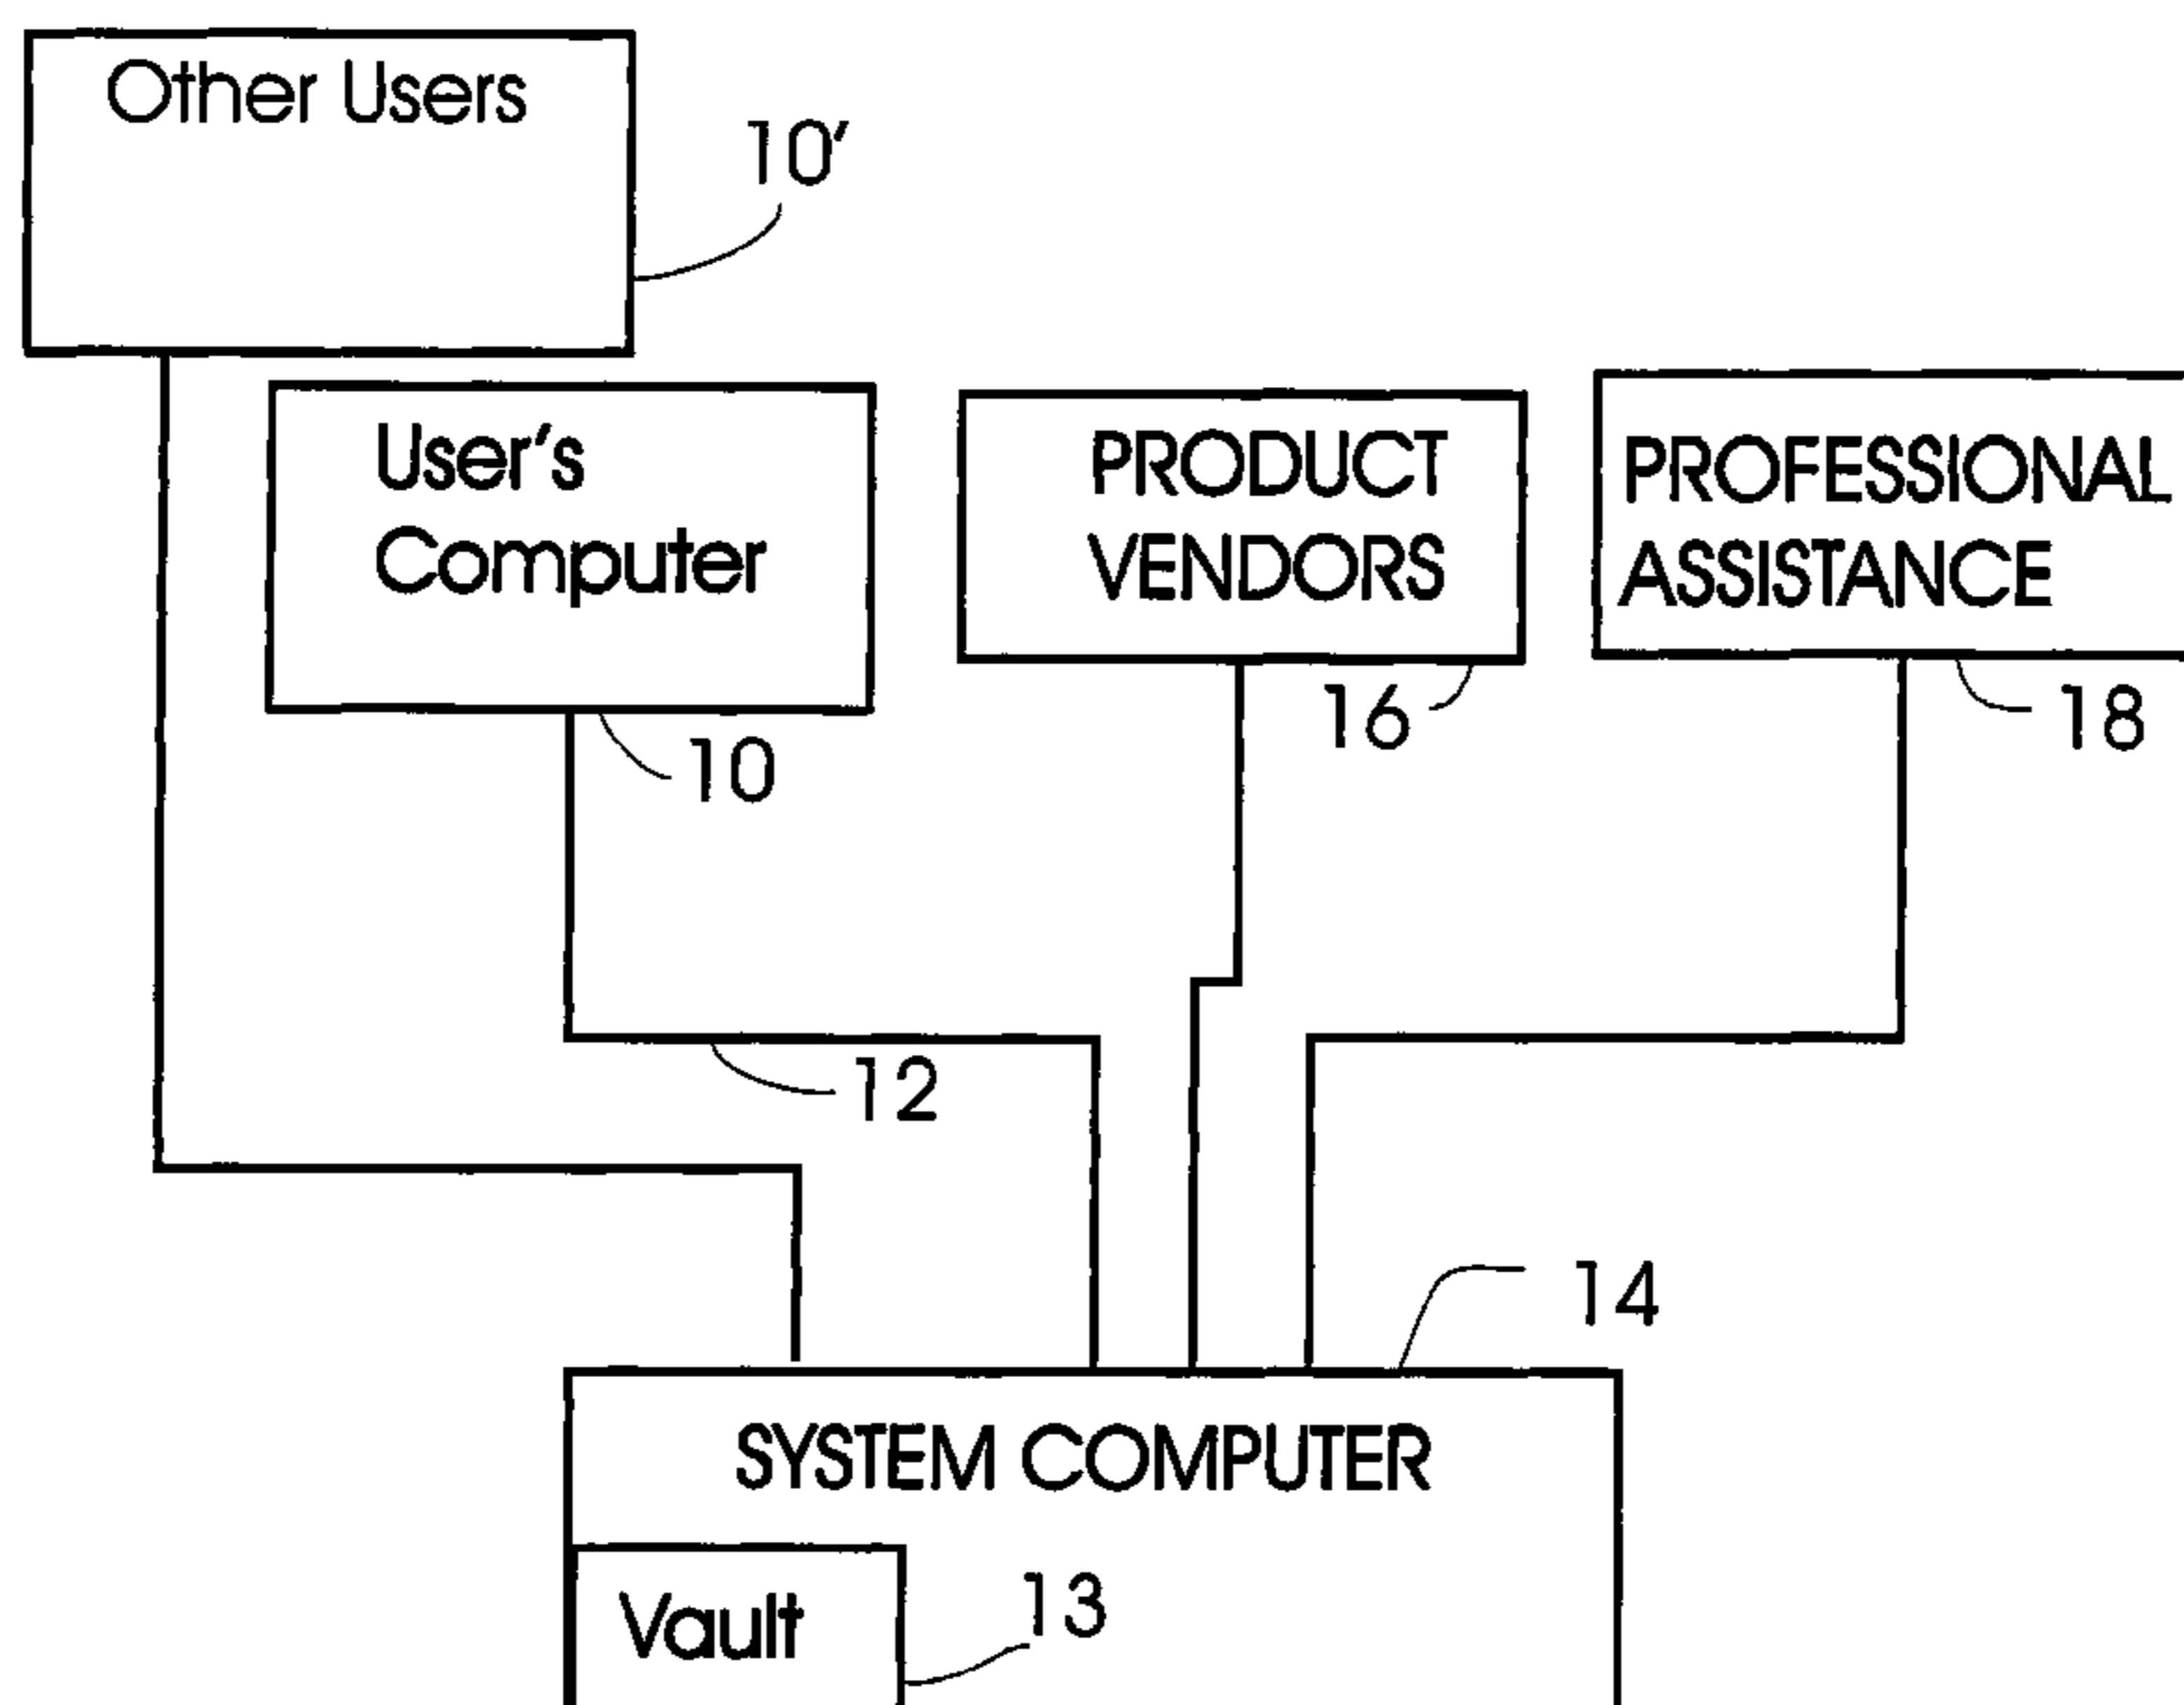 Other Users
10'
User's
Computer
10
PRODUCT
VENDORS
16
PROFESSIONAL
ASSISTANCE
18
12
14
SYSTEM COMPUTER
Vault
13